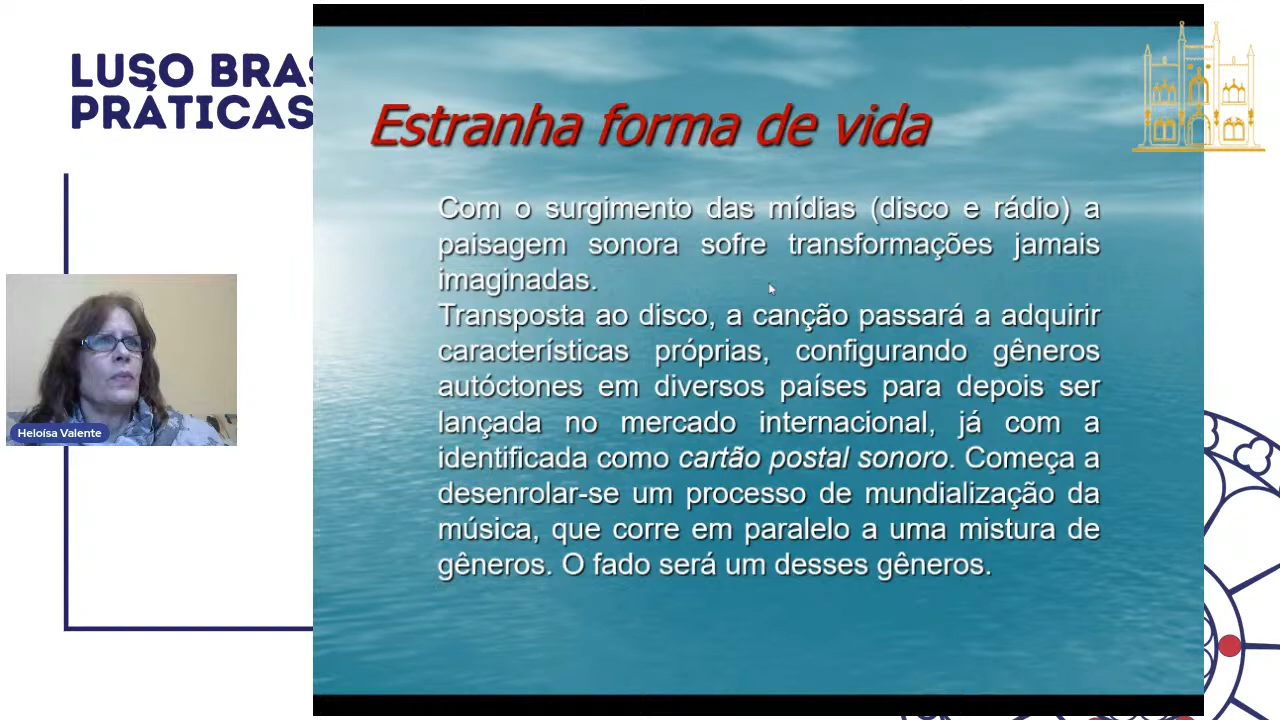 LUSO BRAS
PRÁTICAS
Estranha forma de vida
Com o surgimento das mídias (disco e rádio) a
paisagem sonora sofre transformações jamais
imaginadas.
Transposta ao disco, a canção passará a adquirir
características próprias, configurando gêneros
autóctones em diversos países para depois ser
lançada no mercado internacional, já com a
identificada como cartão postal sonoro. Começa a
desenrolar-se um processo de mundialização da
música, que corre em paralelo a uma mistura de
gêneros. O fado será um desses gêneros.
Heloísa Valente